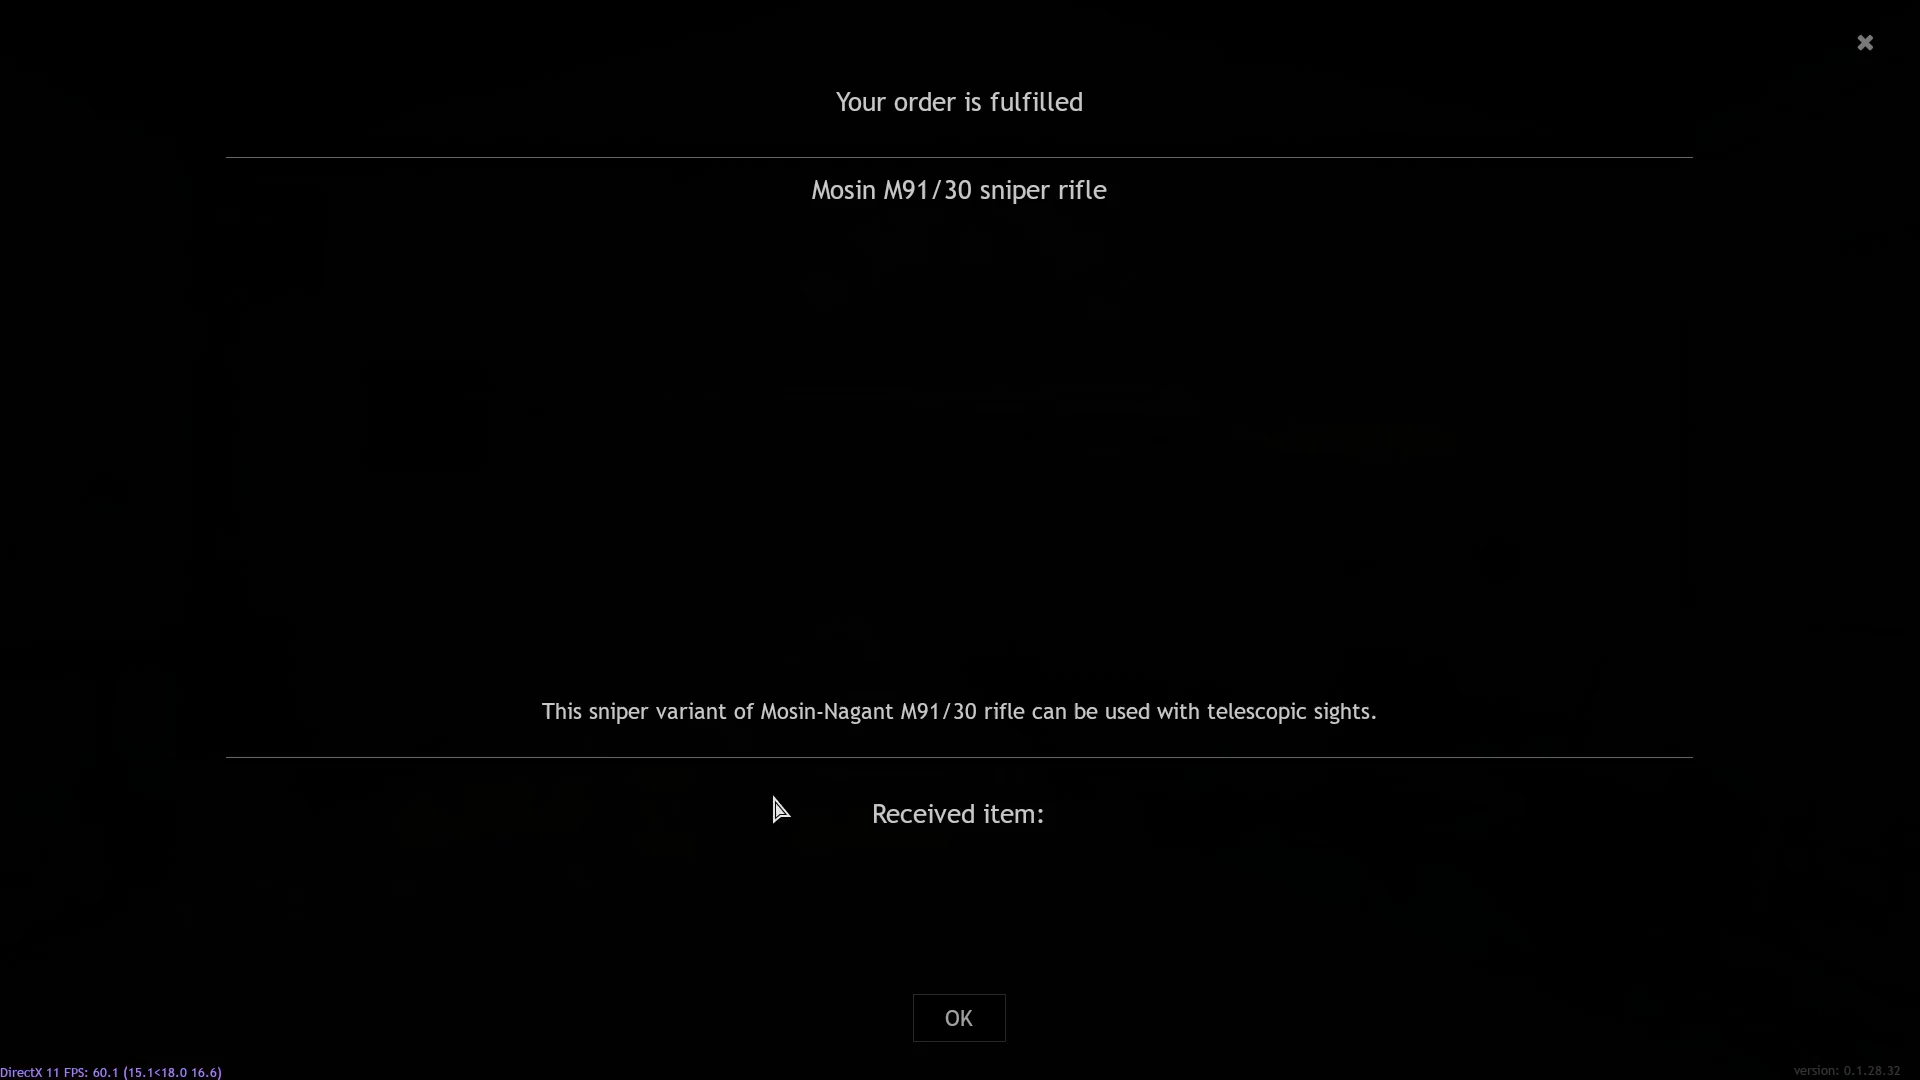 Your order is fulfilled
Mosin M91/30 sniper rifle
This sniper variant of Mosin-Nagant M91/30 rifle can be used with telescopic sights.
Received item:
OK
DirectX 11 FPS: 60.1 (15.1<18.0 16.6)
version: 0.1.28.32